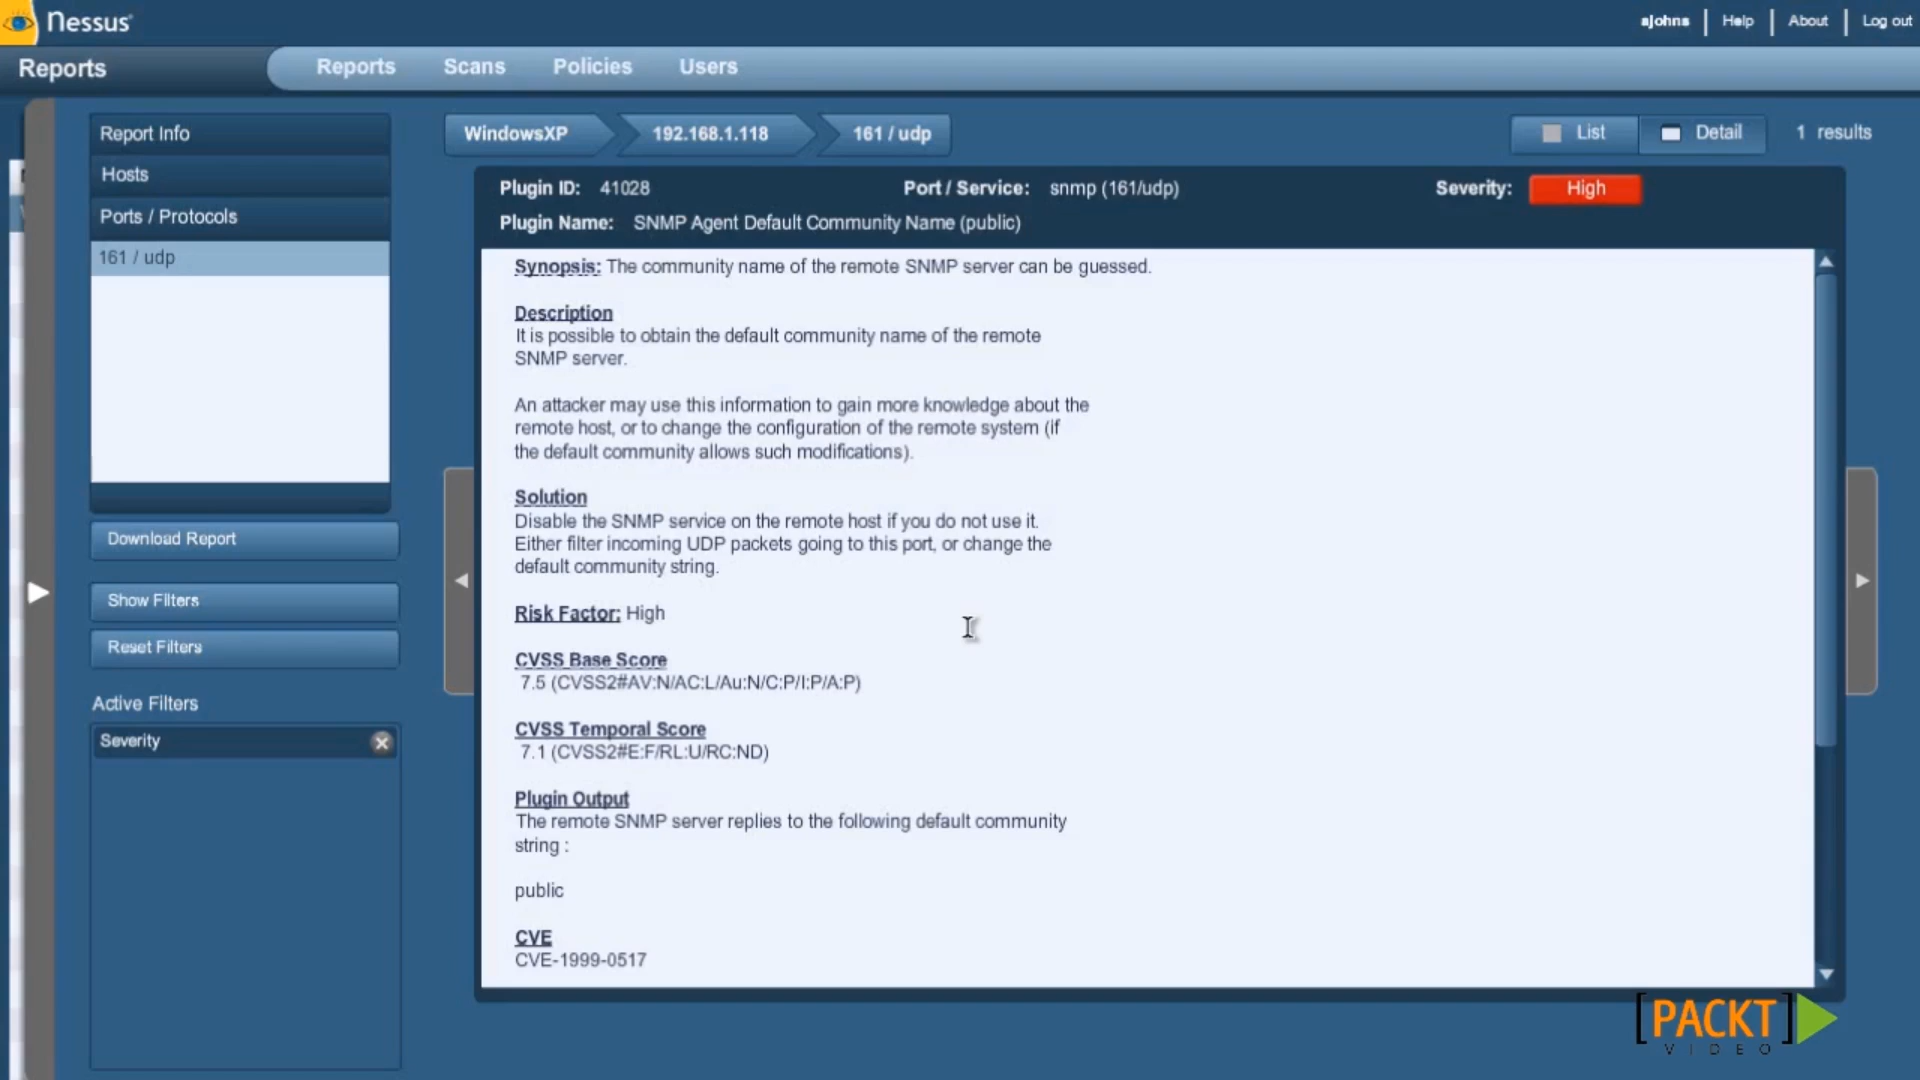 nessus
ajohns | Help | About | Log out
Reports
Reports Scans Policies Users
Report Info
Hosts
Ports / Protocols
161 / udp
Download Report
Show Filters
Reset Filters
Active Filters
Severity
WindowsXP 192.168.1.118 161 / udp
List Detail 1 results
Plugin ID: 41028 Port / Service: snmp (161/udp) Severity: High
Plugin Name: SNMP Agent Default Community Name (public)
Synopsis: The community name of the remote SNMP server can be guessed.
Description
It is possible to obtain the default community name of the remote
SNMP server.
An attacker may use this information to gain more knowledge about the
remote host, or to change the configuration of the remote system (if
the default community allows such modifications).
Solution
Disable the SNMP service on the remote host if you do not use it.
Either filter incoming UDP packets going to this port, or change the
default community string.
Risk Factor: High
CVSS Base Score
7.5 (CVSS2#AV:N/AC:L/Au:N/C:P/I:P/A:P)
CVSS Temporal Score
7.1 (CVSS2#E:F/RL:U/RC:ND)
Plugin Output
The remote SNMP server replies to the following default community
string :
public
CVE
CVE-1999-0517
[PACKT]
VIDEO